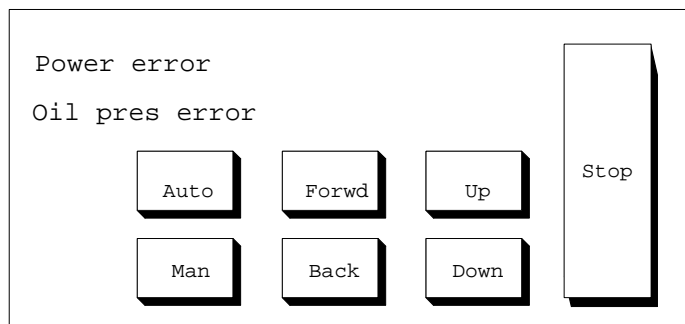 Power error
Oil pres error
Stop
Auto Forwd Up
Man Back Down